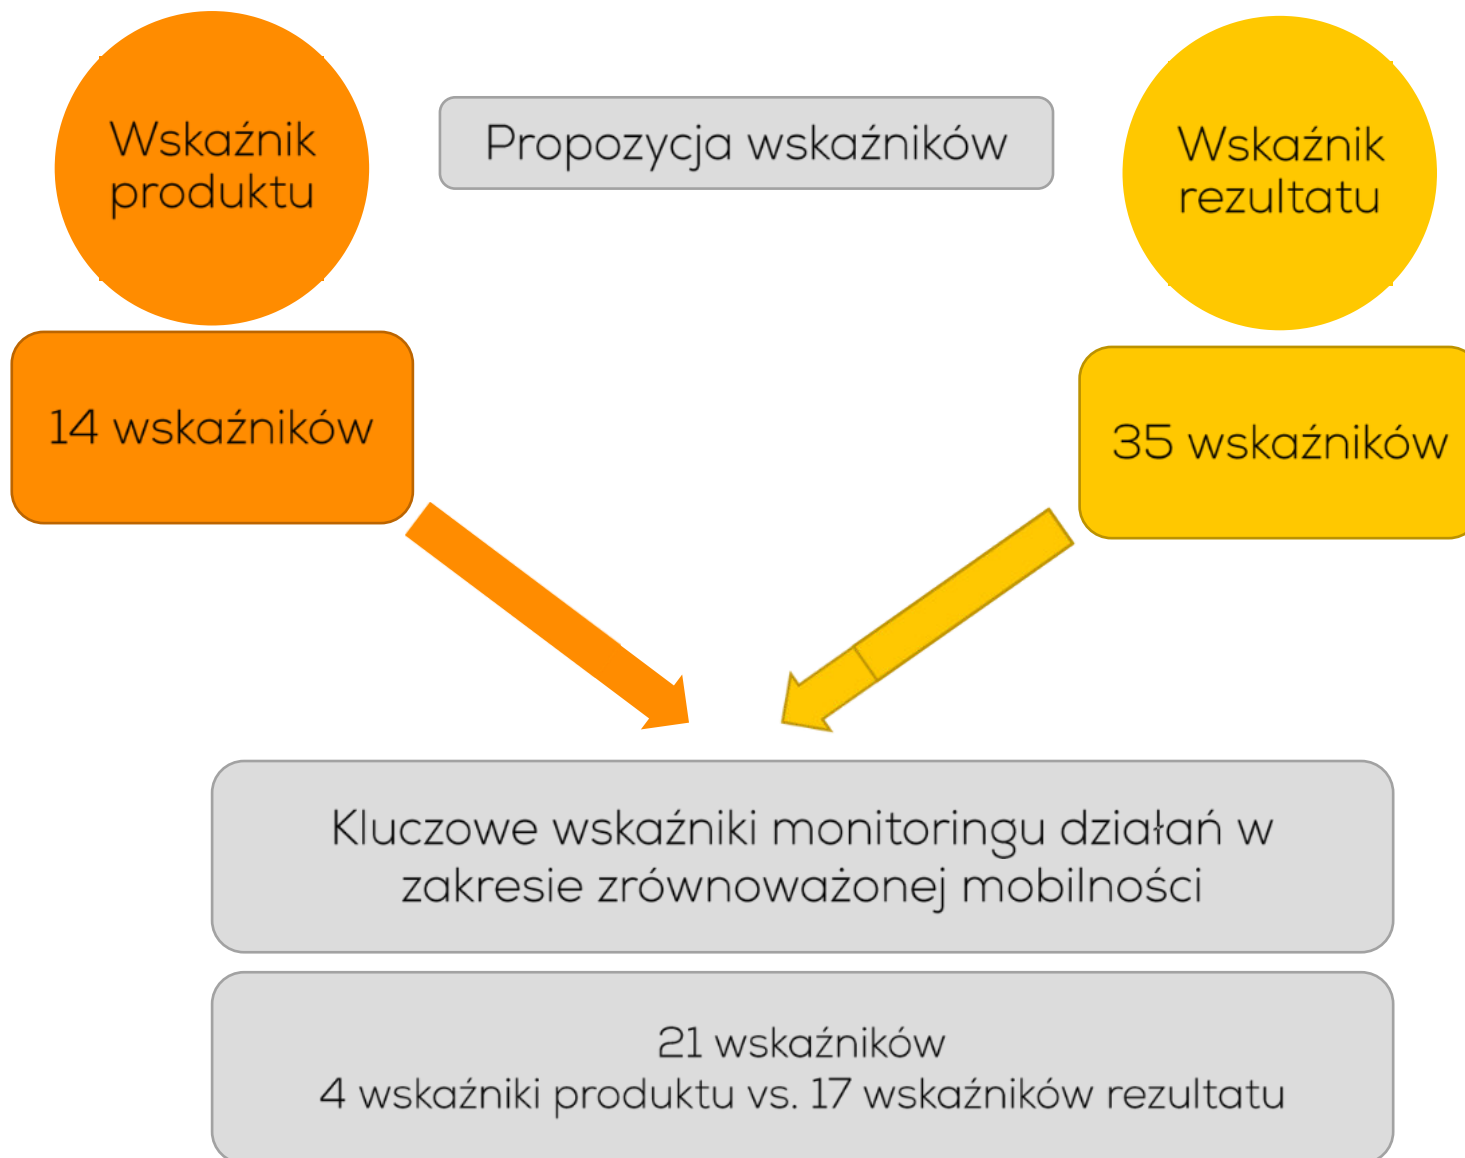 Wskaźnik
produktu
Propozycja wskaźników
Wskaźnik
rezultatu
14 wskaźników
35 wskaźników
Kluczowe wskaźniki monitoringu działań w
zakresie zrównoważonej mobilności
21 wskaźników
4 wskaźniki produktu vs. 17 wskaźników rezultatu